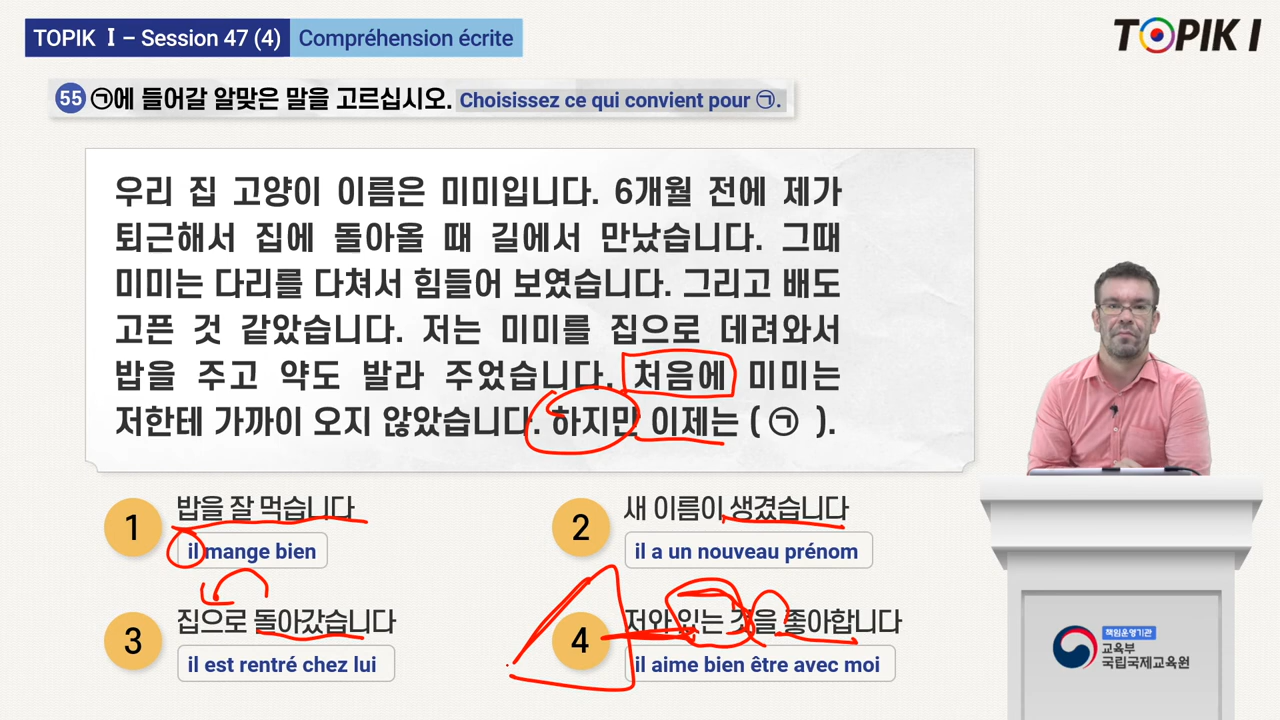 TOPIK Ⅰ – Session 47 (4) Compréhension écrite
TOPIK I
55 ㉠에 들어갈 알맞은 말을 고르십시오. Choisissez ce qui convient pour ㉠.
우리 집 고양이 이름은 미미입니다. 6개월 전에 제가
퇴근해서 집에 돌아올 때 길에서 만났습니다. 그때
미미는 다리를 다쳐서 힘들어 보였습니다. 그리고 배도
고픈 것 같았습니다. 저는 미미를 집으로 데려와서
밥을 주고 약도 발라 주었습니다. 처음에 미미는
저한테 가까이 오지 않았습니다. 하지만 이제는 ( ㉠ ).
1 밥을 잘 먹습니다
il mange bien
2 새 이름이 생겼습니다
il a un nouveau prénom
3 집으로 돌아갔습니다
il est rentré chez lui
4 저와 있는 것을 좋아합니다
il aime bien être avec moi
책임운영기관
교육부
국립국제교육원